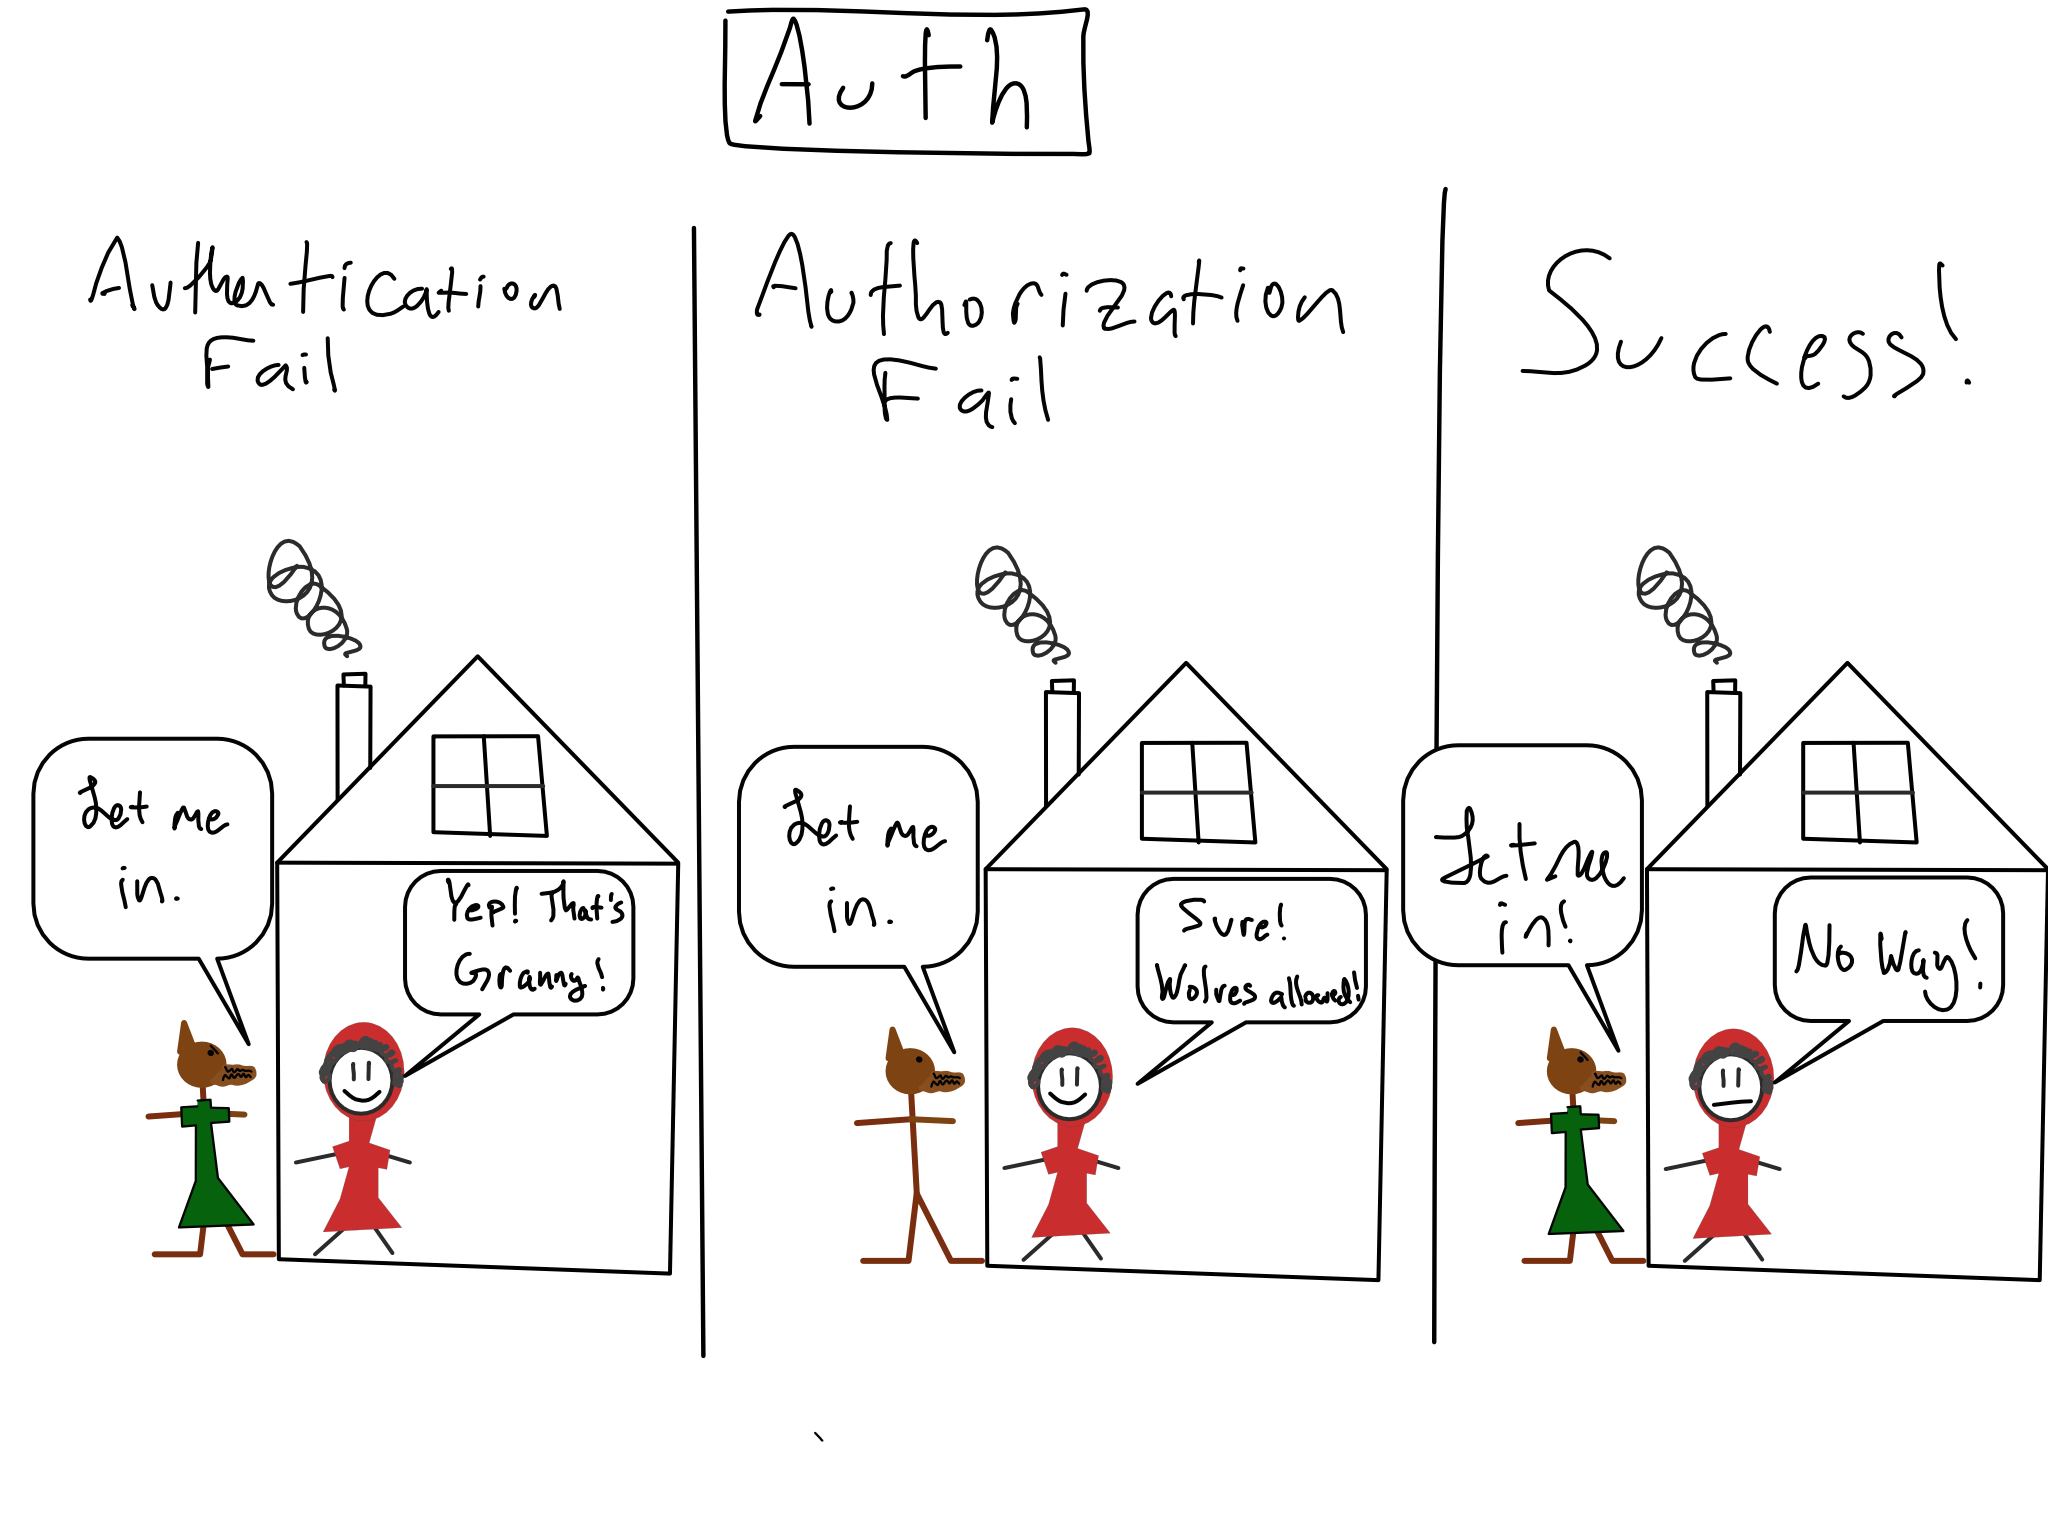 Auth
Authentication
Fail
Let me
in.
Yep! That's
Granny!
Authorization
Fail
Let me
in.
Sure!
Wolves allowed!
Success!
Let me
in!
No Way!